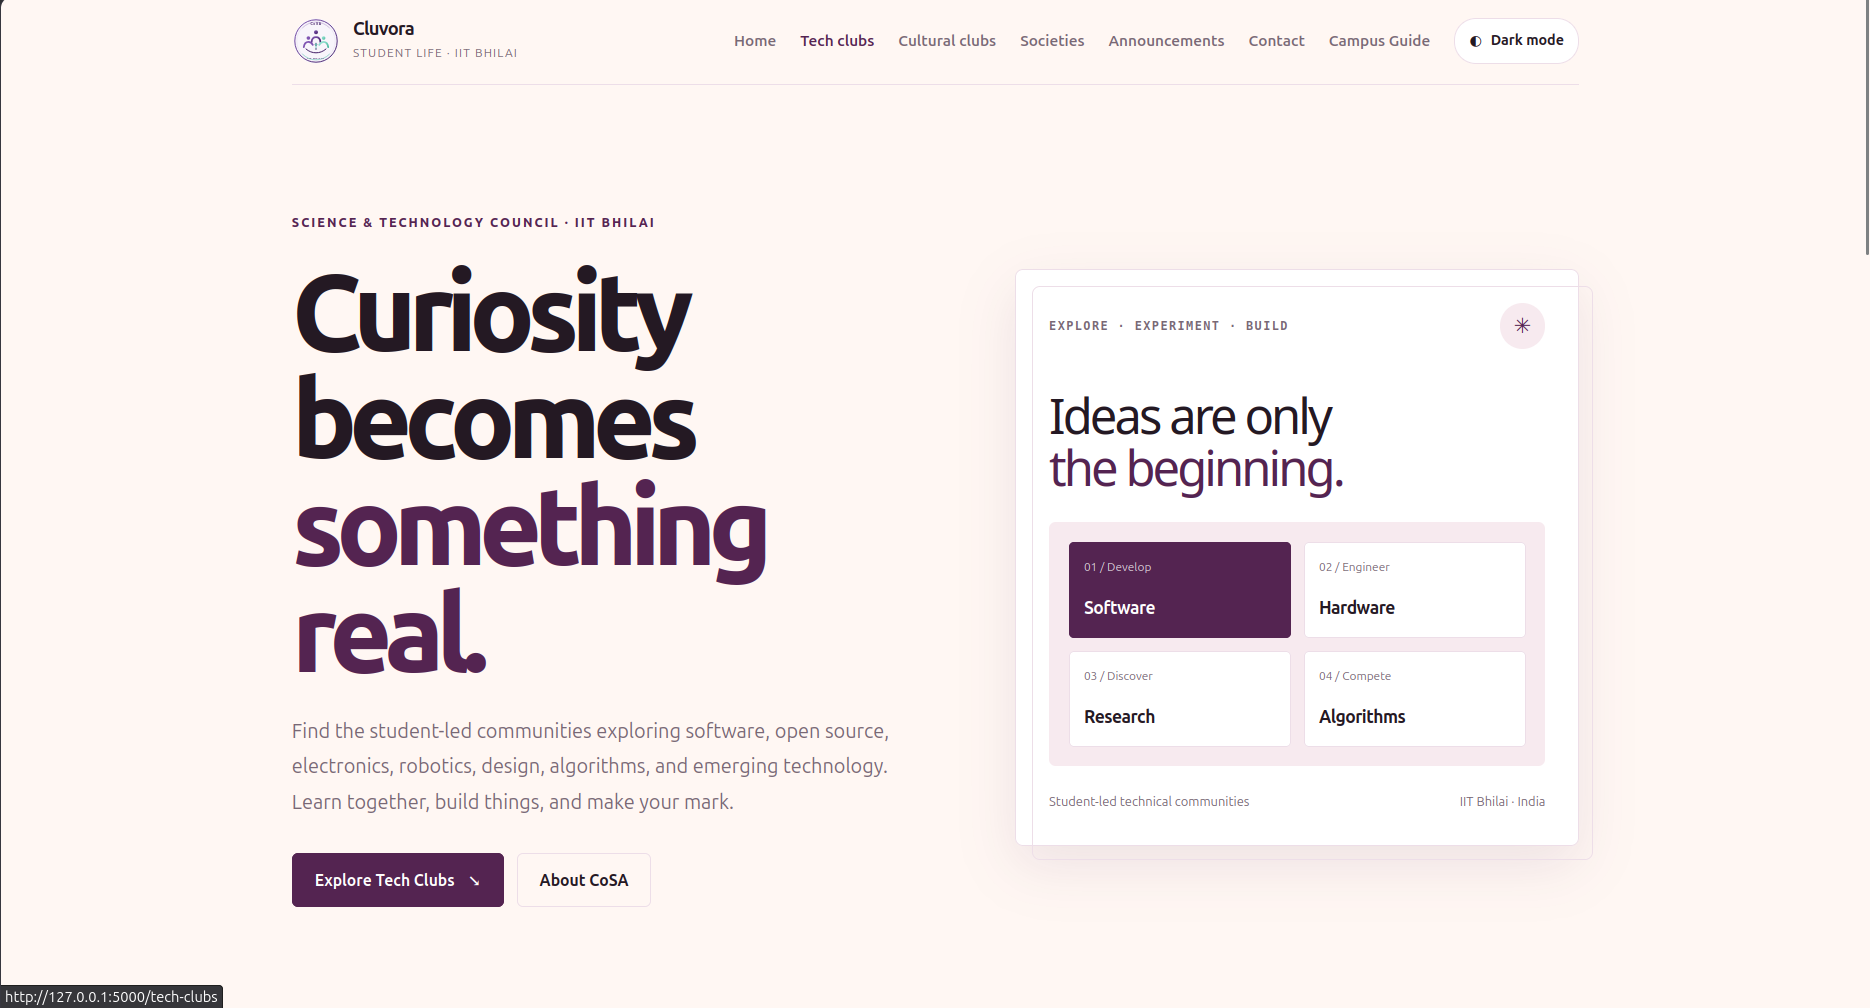 Cluvora
STUDENT LIFE · IIT BHILAI
Home Tech clubs Cultural clubs Societies Announcements Contact Campus Guide Dark mode
SCIENCE & TECHNOLOGY COUNCIL · IIT BHILAI
Curiosity
becomes
something
real.
Find the student-led communities exploring software, open source,
electronics, robotics, design, algorithms, and emerging technology.
Learn together, build things, and make your mark.
Explore Tech Clubs ↘
About CoSA
EXPLORE · EXPERIMENT · BUILD
Ideas are only
the beginning.
01 / Develop
Software
02 / Engineer
Hardware
03 / Discover
Research
04 / Compete
Algorithms
Student-led technical communities
IIT Bhilai · India
http://127.0.0.1:5000/tech-clubs